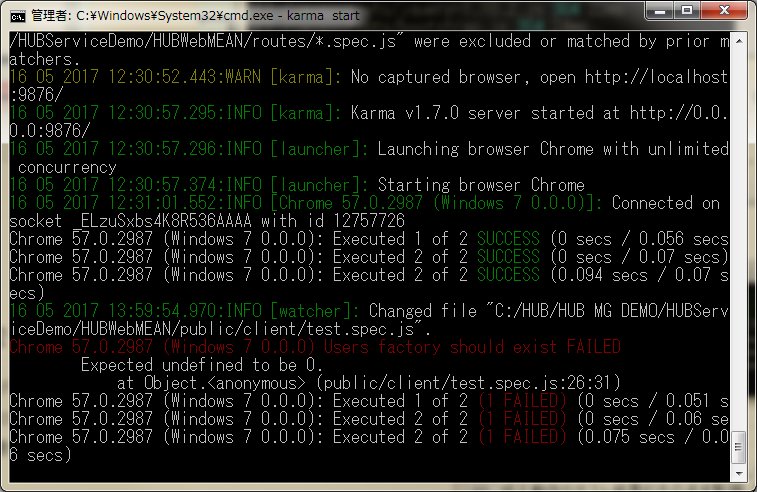 管理者: C:¥Windows¥System32¥cmd.exe - karma  start
/HUBServiceDemo/HUBWebMEAN/routes/*.spec.js" were excluded or matched by prior m
atchers.
16 05 2017 12:30:52.443:WARN [karma]: No captured browser, open http://localhost
:9876/
16 05 2017 12:30:57.295:INFO [karma]: Karma v1.7.0 server started at http://0.0.
0.0:9876/
16 05 2017 12:30:57.296:INFO [launcher]: Launching browser Chrome with unlimited
 concurrency
16 05 2017 12:30:57.374:INFO [launcher]: Starting browser Chrome
16 05 2017 12:31:01.552:INFO [Chrome 57.0.2987 (Windows 7 0.0.0)]: Connected on
socket _ELzuSxbs4K8R536AAAA with id 12757726
Chrome 57.0.2987 (Windows 7 0.0.0): Executed 1 of 2 SUCCESS (0 secs / 0.056 secs
Chrome 57.0.2987 (Windows 7 0.0.0): Executed 2 of 2 SUCCESS (0 secs / 0.07 secs)
Chrome 57.0.2987 (Windows 7 0.0.0): Executed 2 of 2 SUCCESS (0.094 secs / 0.07 s
ecs)
16 05 2017 13:59:54.970:INFO [watcher]: Changed file "C:/HUB/HUB MG DEMO/HUBServ
iceDemo/HUBWebMEAN/public/client/test.spec.js".
Chrome 57.0.2987 (Windows 7 0.0.0) Users factory should exist FAILED
        Expected undefined to be 0.
            at Object.<anonymous> (public/client/test.spec.js:26:31)
Chrome 57.0.2987 (Windows 7 0.0.0): Executed 1 of 2 (1 FAILED) (0 secs / 0.051 s
Chrome 57.0.2987 (Windows 7 0.0.0): Executed 2 of 2 (1 FAILED) (0 secs / 0.06 se
Chrome 57.0.2987 (Windows 7 0.0.0): Executed 2 of 2 (1 FAILED) (0.075 secs / 0.0
6 secs)